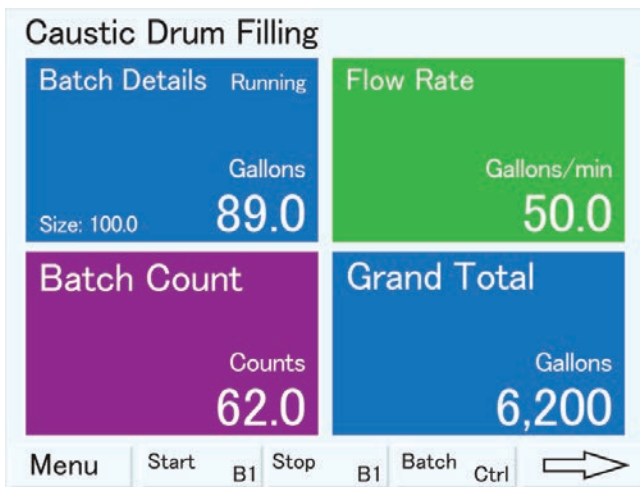 Caustic Drum Filling
Batch Details Running
Gallons
Size: 100.0 89.0
Flow Rate
Gallons/min
50.0
Batch Count
Counts
62.0
Grand Total
Gallons
6,200
Menu Start B1 Stop B1 Batch Ctrl